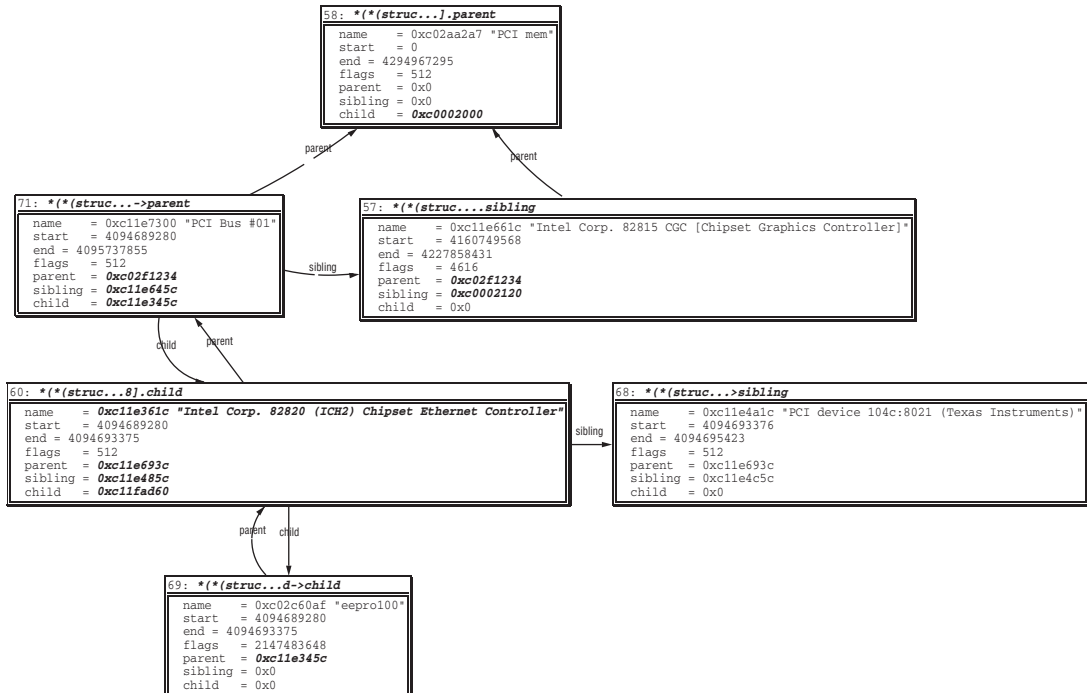 58: *(*(struc...].parent
name = 0xc02aa2a7 "PCI mem"
start = 0
end = 4294967295
flags = 512
parent = 0x0
sibling = 0x0
child = 0xc0002000
parent
parent
71: *(*(struc...->parent
name = 0xc11e7300 "PCI Bus #01"
start = 4094689280
end = 4095737855
flags = 512
parent = 0xc02f1234
sibling = 0xc11e645c
child = 0xc11e345c
sibling
57: *(*(struc....sibling
name = 0xc11e661c "Intel Corp. 82815 CGC [Chipset Graphics Controller]"
start = 4160749568
end = 4227858431
flags = 4616
parent = 0xc02f1234
sibling = 0xc0002120
child = 0x0
child
parent
60: *(*(struc...8].child
name = 0xc11e361c "Intel Corp. 82820 (ICH2) Chipset Ethernet Controller"
start = 4094689280
end = 4094693375
flags = 512
parent = 0xc11e693c
sibling = 0xc11e485c
child = 0xc11fad60
sibling
68: *(*(struc...>sibling
name = 0xc11e4a1c "PCI device 104c:8021 (Texas Instruments)"
start = 4094693376
end = 4094695423
flags = 512
parent = 0xc11e693c
sibling = 0xc11e4c5c
child = 0x0
parent
child
69: *(*(struc...d->child
name = 0xc02c60af "eepro100"
start = 4094689280
end = 4094693375
flags = 2147483648
parent = 0xc11e345c
sibling = 0x0
child = 0x0